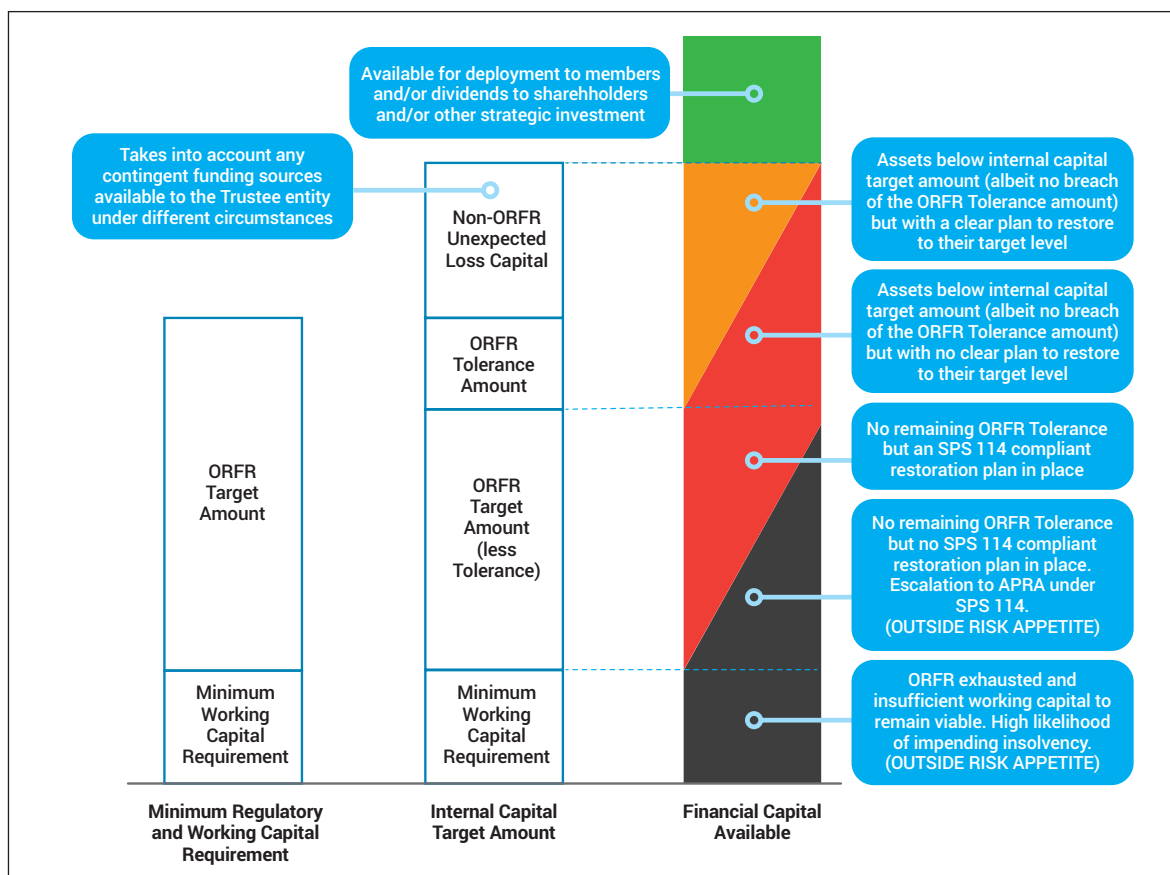 Available for deployment to members
and/or dividends to sharehholders
and/or other strategic investment
Takes into account any
contingent funding sources
available to the Trustee entity
under different circumstances
Non-ORFR
Unexpected
Loss Capital
ORFR
Tolerance
Amount
ORFR
Target
Amount
ORFR
Target
Amount
(less
Tolerance)
Minimum
Working
Capital
Requirement
Minimum
Working
Capital
Requirement
Assets below internal capital
target amount (albeit no breach
of the ORFR Tolerance amount)
but with a clear plan to restore
to their target level
Assets below internal capital
target amount (albeit no breach
of the ORFR Tolerance amount)
but with no clear plan to restore
to their target level
No remaining ORFR Tolerance
but an SPS 114 compliant
restoration plan in place
No remaining ORFR Tolerance
but no SPS 114 compliant
restoration plan in place.
Escalation to APRA under
SPS 114.
(OUTSIDE RISK APPETITE)
ORFR exhausted and
insufficient working capital to
remain viable. High likelihood
of impending insolvency.
(OUTSIDE RISK APPETITE)
Minimum Regulatory
and Working Capital
Requirement
Internal Capital
Target Amount
Financial Capital
Available